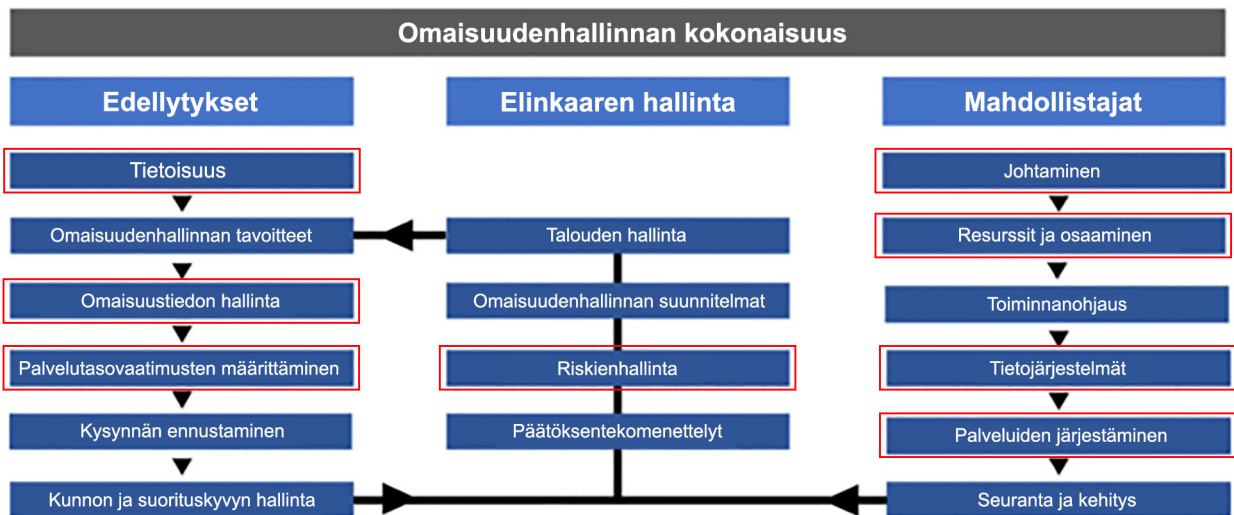 Omaisuudenhallinnan kokonaisuus
Edellytykset
Elinkaaren hallinta
Mahdollistajat
Tietoisuus
Johtaminen
Omaisuudenhallinnan tavoitteet
Talouden hallinta
Resurssit ja osaaminen
Omaisuustiedon hallinta
Omaisuudenhallinnan suunnitelmat
Toiminnanohjaus
Palvelutasovaatimusten määrittäminen
Riskienhallinta
Tietojärjestelmät
Kysynnän ennustaminen
Päätöksentekomenettelyt
Palveluiden järjestäminen
Kunnon ja suorituskyvyn hallinta
Seuranta ja kehitys